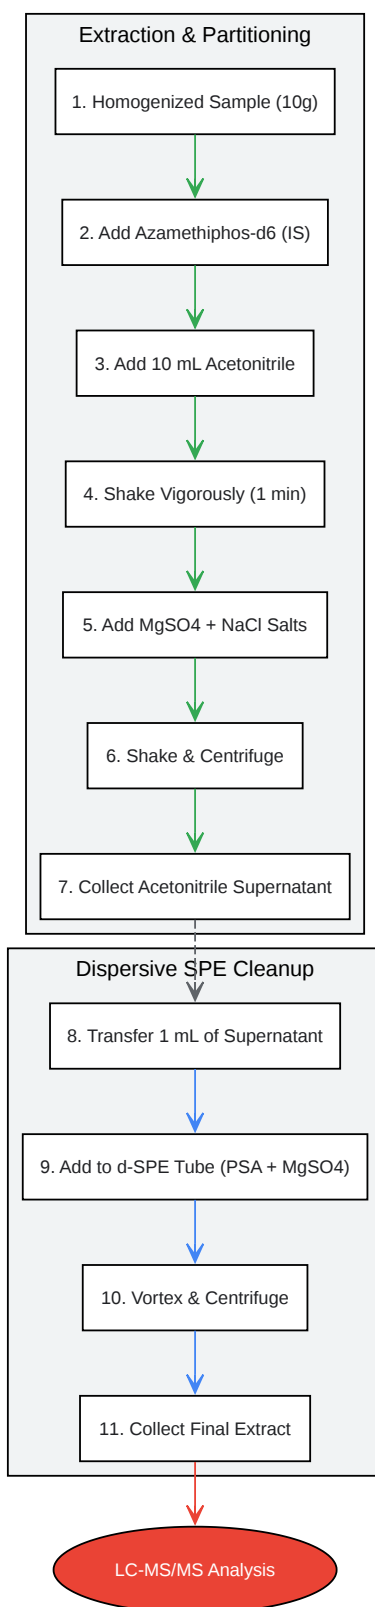 Extraction & Partitioning
1. Homogenized Sample (10g)
2. Add Azamethiphos-d6 (IS)
3. Add 10 mL Acetonitrile
4. Shake Vigorously (1 min)
5. Add MgSO4 + NaCl Salts
6. Shake & Centrifuge
7. Collect Acetonitrile Supernatant
Dispersive SPE Cleanup
8. Transfer 1 mL of Supernatant
9. Add to d-SPE Tube (PSA + MgSO4)
10. Vortex & Centrifuge
11. Collect Final Extract
LC-MS/MS Analysis